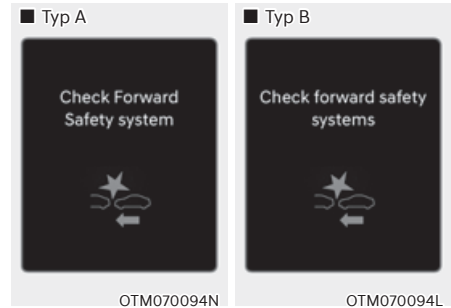 ■ Typ A
Check Forward
Safety system
OTM070094N
■ Typ B
Check forward safety
systems
OTM070094L